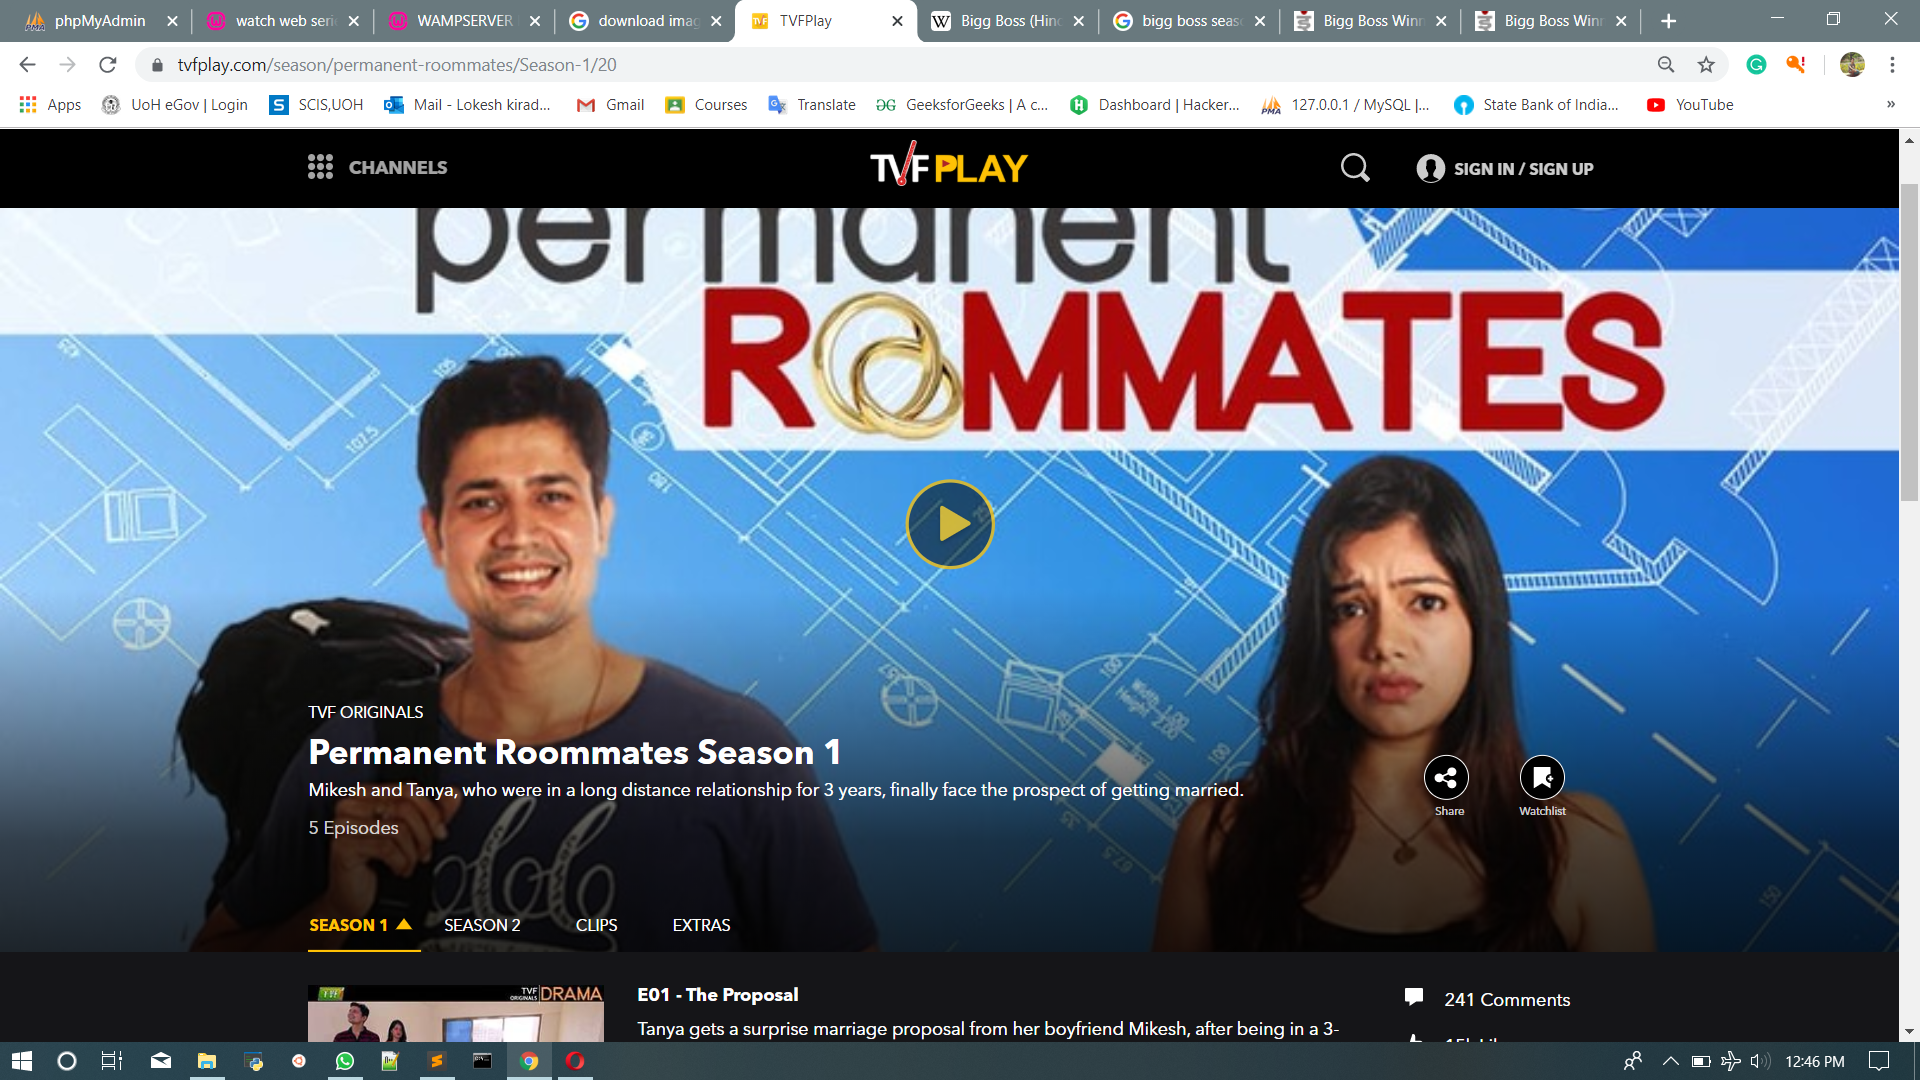 phpMyAdmin
watch web seri
WAMPSERVER
download imag
TVFPlay
Bigg Boss (Hin
bigg boss seas
Bigg Boss Winn
Bigg Boss Winn
tvfplay.com/season/permanent-roommates/Season-1/20
Apps
UoH eGov | Login
SCIS,UOH
Mail - Lokesh kirad...
Gmail
Courses
Translate
GeeksforGeeks | A c...
Dashboard | Hacker...
127.0.0.1 / MySQL |...
State Bank of India...
YouTube
CHANNELS
TVF PLAY
SIGN IN / SIGN UP
permanent
ROMMATES
TVF ORIGINALS
Permanent Roommates Season 1
Mikesh and Tanya, who were in a long distance relationship for 3 years, finally face the prospect of getting married.
5 Episodes
Share
Watchlist
SEASON 1
SEASON 2
CLIPS
EXTRAS
TVF
TVF ORIGINALS DRAMA
E01 - The Proposal
241 Comments
Tanya gets a surprise marriage proposal from her boyfriend Mikesh, after being in a 3-
12:46 PM